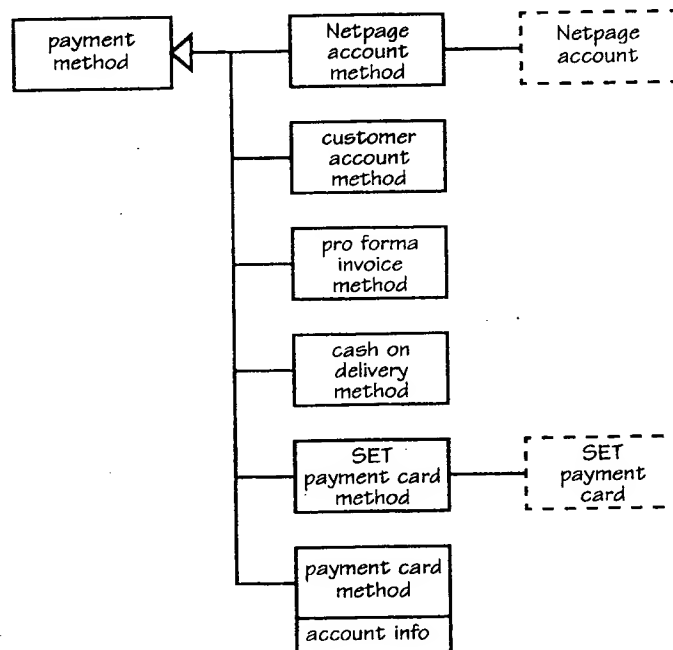 payment
method
Netpage
account
method
Netpage
account
customer
account
method
pro forma
invoice
method
cash on
delivery
method
SET
payment card
method
SET
payment
card
payment card
method
account info